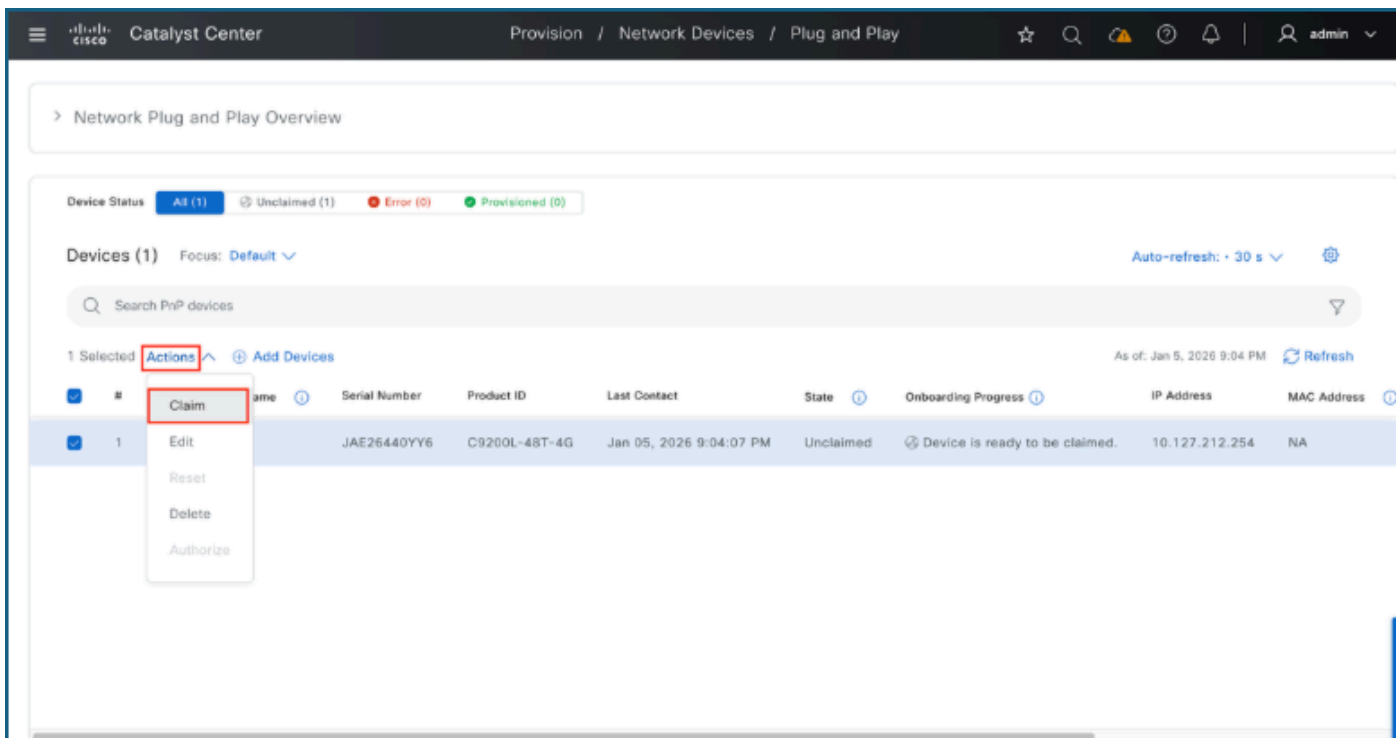 cisco Catalyst Center Provision / Network Devices / Plug and Play admin
Network Plug and Play Overview
Device Status All (1) Unclaimed (1) Error (0) Provisioned (0)
Devices (1) Focus: Default Auto-refresh: • 30 s
Search PnP devices
1 Selected Actions Add Devices As of: Jan 5, 2026 9:04 PM Refresh
# ame Serial Number Product ID Last Contact State Onboarding Progress IP Address MAC Address
Claim
1 JAE26440YY6 C9200L-48T-4G Jan 05, 2026 9:04:07 PM Unclaimed Device is ready to be claimed. 10.127.212.254 NA
Edit
Reset
Delete
Authorize